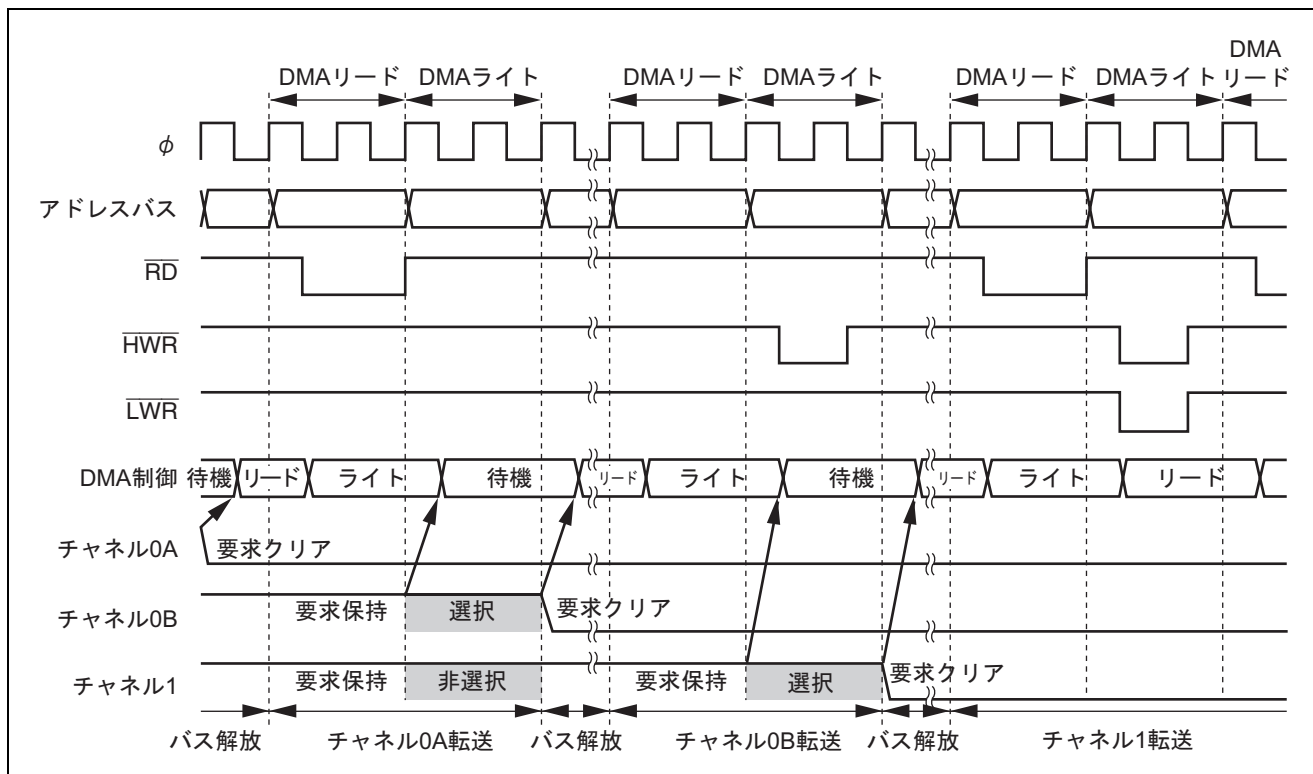 DMA
DMAリード DMAライト DMAリード DMAライト DMAリード DMAライト リード
φ
アドレスバス
RD
HWR
LWR
DMA制御 待機 リード ライト 待機 リード ライト 待機 リード ライト リード
チャネル0A 要求クリア
チャネル0B 要求保持 選択 要求クリア
チャネル1 要求保持 非選択 要求保持 選択 要求クリア
バス解放 チャネル0A転送 バス解放 チャネル0B転送 バス解放 チャネル1転送